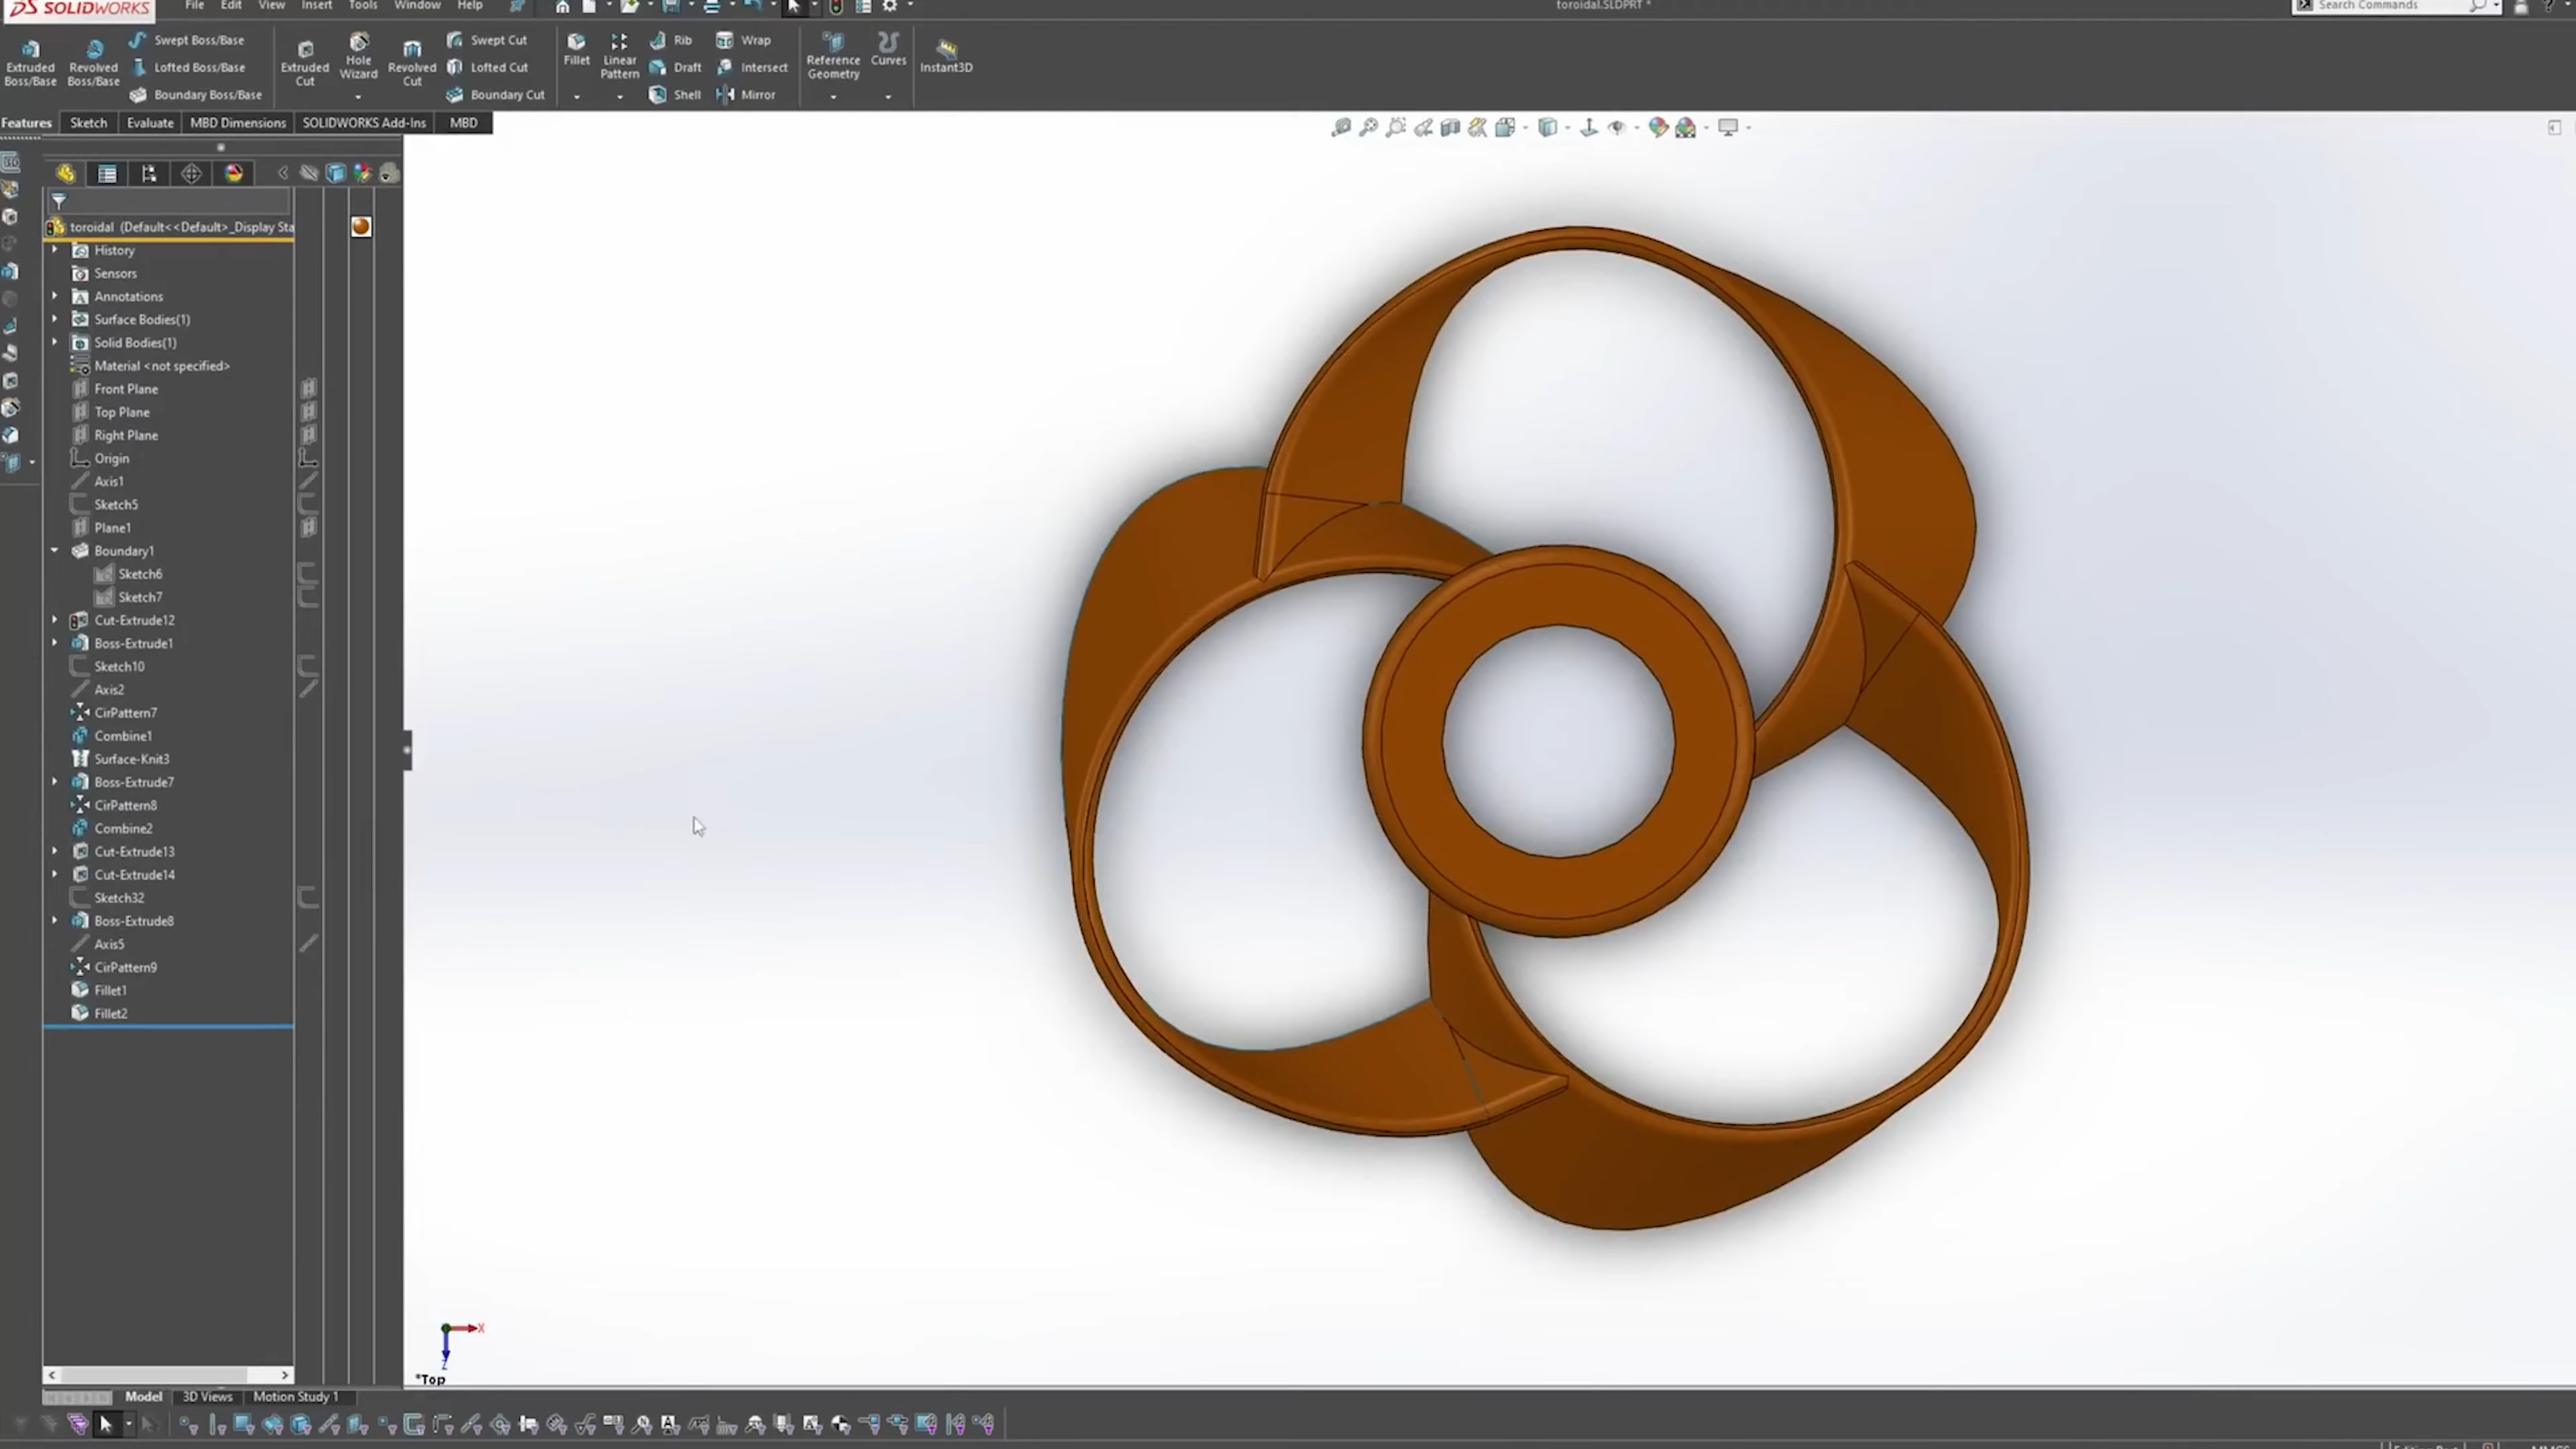 SOLIDWORKS File Edit View Insert Tools Window Help toroidal.SLDPRT * Search Commands
Extruded Boss/Base
Revolved Boss/Base
Swept Boss/Base
Lofted Boss/Base
Boundary Boss/Base
Extruded Cut
Hole Wizard
Revolved Cut
Swept Cut
Lofted Cut
Boundary Cut
Fillet
Linear Pattern
Rib
Draft
Shell
Wrap
Intersect
Mirror
Reference Geometry
Curves
Instant3D
Features Sketch Evaluate MBD Dimensions SOLIDWORKS Add-Ins MBD
toroidal (Default<<Default>_Display Sta
History
Sensors
Annotations
Surface Bodies(1)
Solid Bodies(1)
Material <not specified>
Front Plane
Top Plane
Right Plane
Origin
Axis1
Sketch5
Plane1
Boundary1
Sketch6
Sketch7
Cut-Extrude12
Boss-Extrude1
Sketch10
Axis2
CirPattern7
Combine1
Surface-Knit3
Boss-Extrude7
CirPattern8
Combine2
Cut-Extrude13
Cut-Extrude14
Sketch32
Boss-Extrude8
Axis5
CirPattern9
Fillet1
Fillet2
X
Z
*Top
Model 3D Views Motion Study 1